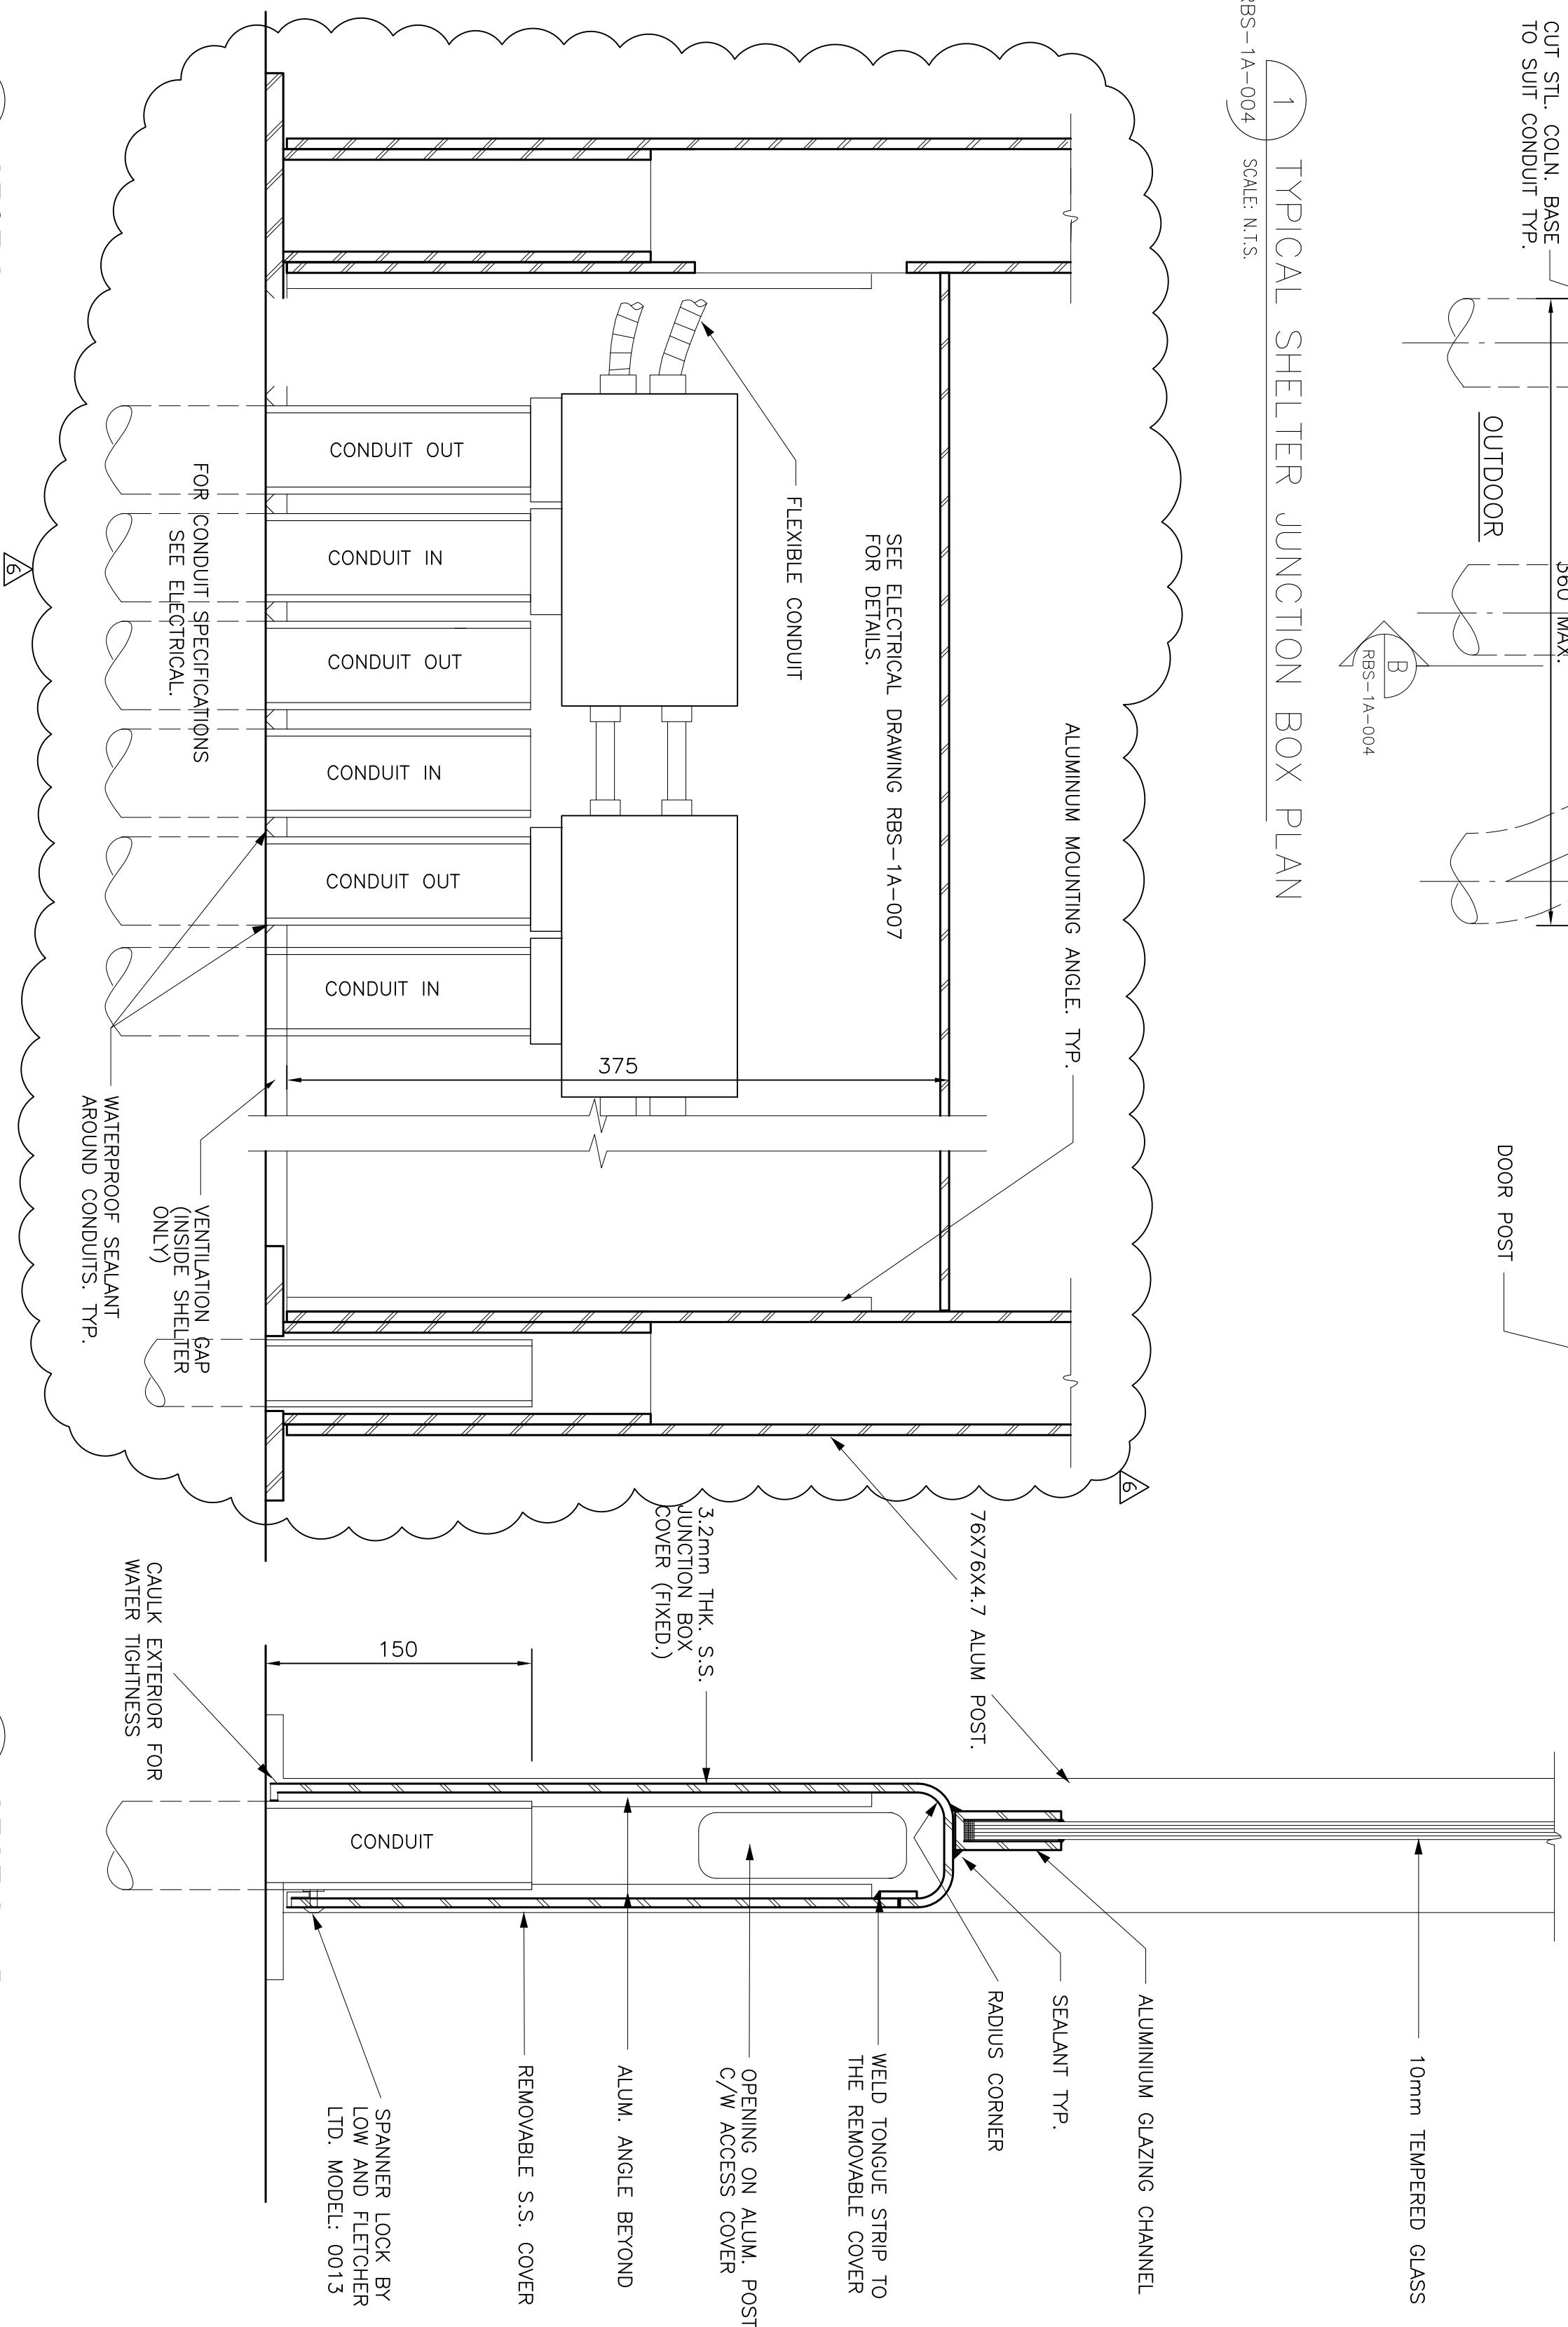 CUT STL. COLN. BASE
TO SUIT CONDUIT TYP.
OUTDOOR
560 MAX.
B
RBS-1A-004
DOOR POST
1
TYPICAL SHELTER JUNCTION BOX PLAN
RBS-1A-004
SCALE: N.T.S.
ALUMINUM MOUNTING ANGLE. TYP.
SEE ELECTRICAL DRAWING RBS-1A-007
FOR DETAILS.
FLEXIBLE CONDUIT
375
CONDUIT OUT
CONDUIT IN
CONDUIT OUT
CONDUIT IN
CONDUIT OUT
CONDUIT IN
FOR CONDUIT SPECIFICATIONS
SEE ELECTRICAL.
VENTILATION GAP
(INSIDE SHELTER
ONLY)
WATERPROOF SEALANT
AROUND CONDUITS. TYP.
6
6
10mm TEMPERED GLASS
ALUMINIUM GLAZING CHANNEL
SEALANT TYP.
RADIUS CORNER
WELD TONGUE STRIP TO
THE REMOVABLE COVER
OPENING ON ALUM. POST
C/W ACCESS COVER
ALUM. ANGLE BEYOND
REMOVABLE S.S. COVER
SPANNER LOCK BY
LOW AND FLETCHER
LTD. MODEL: 0013
76X76X4.7 ALUM POST.
3.2mm THK. S.S.
JUNCTION BOX
COVER (FIXED.)
150
CONDUIT
CAULK EXTERIOR FOR
WATER TIGHTNESS